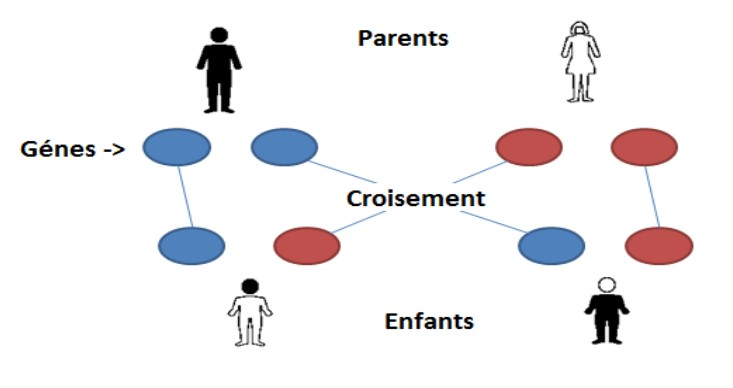 Parents
Génes ->
Croisement
Enfants